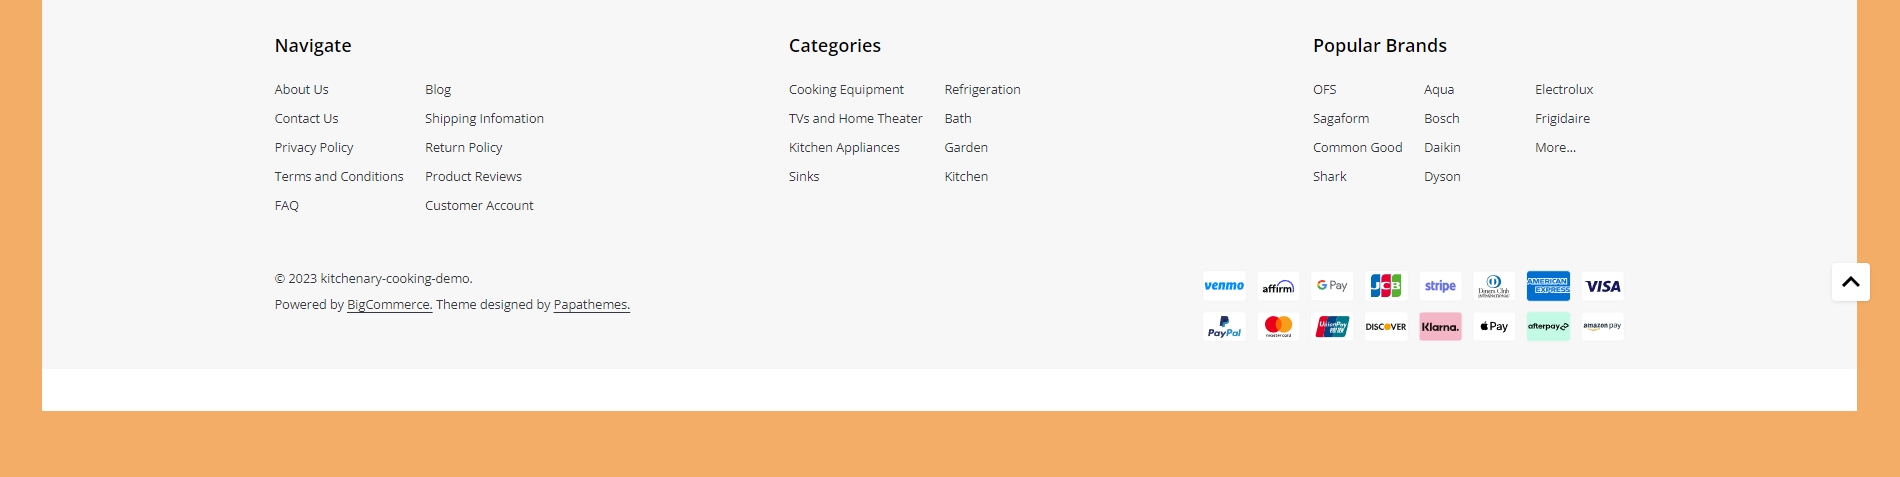 Navigate
About Us
Contact Us
Privacy Policy
Terms and Conditions
FAQ
Blog
Shipping Infomation
Return Policy
Product Reviews
Customer Account
Categories
Cooking Equipment
TVs and Home Theater
Kitchen Appliances
Sinks
Refrigeration
Bath
Garden
Kitchen
Popular Brands
OFS
Sagaform
Common Good
Shark
Aqua
Bosch
Daikin
Dyson
Electrolux
Frigidaire
More...
© 2023 kitchenary-cooking-demo.
Powered by BigCommerce. Theme designed by Papathemes.
venmo
affirm
G Pay
JCB
stripe
Diners Club
INTERNATIONAL
AMERICAN
EXPRESS
VISA
PayPal
mastercard
UnionPay
银联
DISCOVER
Klarna.
Pay
afterpay
amazon pay